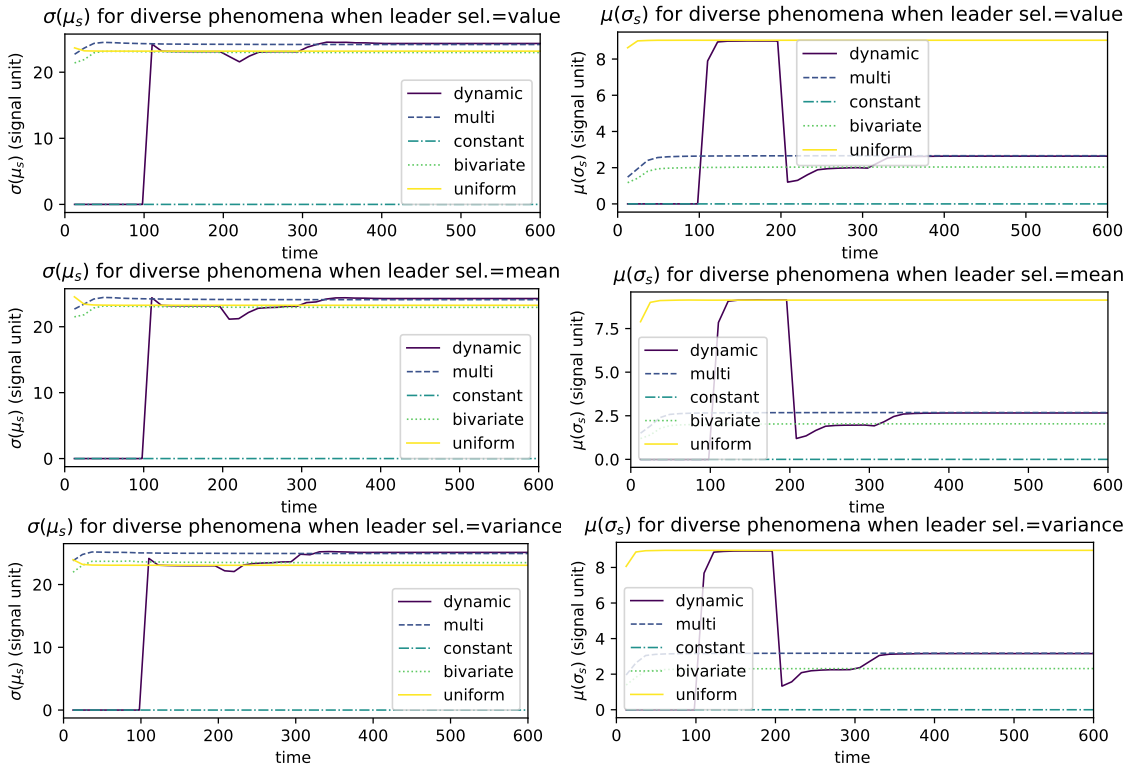 σ(μₛ) for diverse phenomena when leader sel.=value
σ(μₛ) (signal unit)
20
10
0
dynamic
multi
constant
bivariate
uniform
0 100 200 300 400 500 600
time
μ(σₛ) for diverse phenomena when leader sel.=value
μ(σₛ) (signal unit)
8
6
4
2
0
dynamic
multi
constant
bivariate
uniform
0 100 200 300 400 500 600
time
σ(μₛ) for diverse phenomena when leader sel.=mean
σ(μₛ) (signal unit)
20
10
0
dynamic
multi
constant
bivariate
uniform
0 100 200 300 400 500 600
time
μ(σₛ) for diverse phenomena when leader sel.=mean
μ(σₛ) (signal unit)
7.5
5.0
2.5
0.0
dynamic
multi
constant
bivariate
uniform
0 100 200 300 400 500 600
time
σ(μₛ) for diverse phenomena when leader sel.=variance
σ(μₛ) (signal unit)
20
10
0
dynamic
multi
constant
bivariate
uniform
0 100 200 300 400 500 600
time
μ(σₛ) for diverse phenomena when leader sel.=variance
μ(σₛ) (signal unit)
8
6
4
2
0
dynamic
multi
constant
bivariate
uniform
0 100 200 300 400 500 600
time